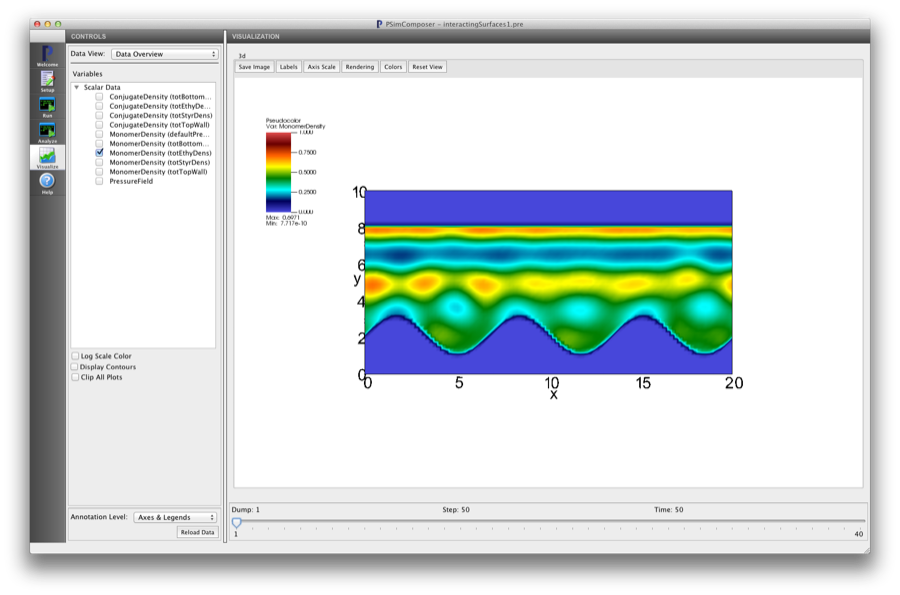 PSimComposer – interactingSurfaces1.pre
CONTROLS
VISUALIZATION
Welcome
Setup
Run
Analyze
Visualize
Help
Data View: Data Overview
Variables
Scalar Data
ConjugateDensity (totBottom...
ConjugateDensity (totEthyDe...
ConjugateDensity (totStyrDens)
ConjugateDensity (totTopWall)
MonomerDensity (defaultPre...
MonomerDensity (totBottom...
MonomerDensity (totEthyDens)
MonomerDensity (totStyrDens)
MonomerDensity (totTopWall)
PressureField
Log Scale Color
Display Contours
Clip All Plots
Annotation Level: Axes & Legends
Reload Data
3d
Save Image Labels Axis Scale Rendering Colors Reset View
Pseudocolor
Var: MonomerDensity
1.000
0.7500
0.5000
0.2500
0.000
Max: 0.6971
Min: 7.717e-10
10
8
6
y
4
2
0
0 5 10 15 20
x
Dump: 1 Step: 50 Time: 50
1 40